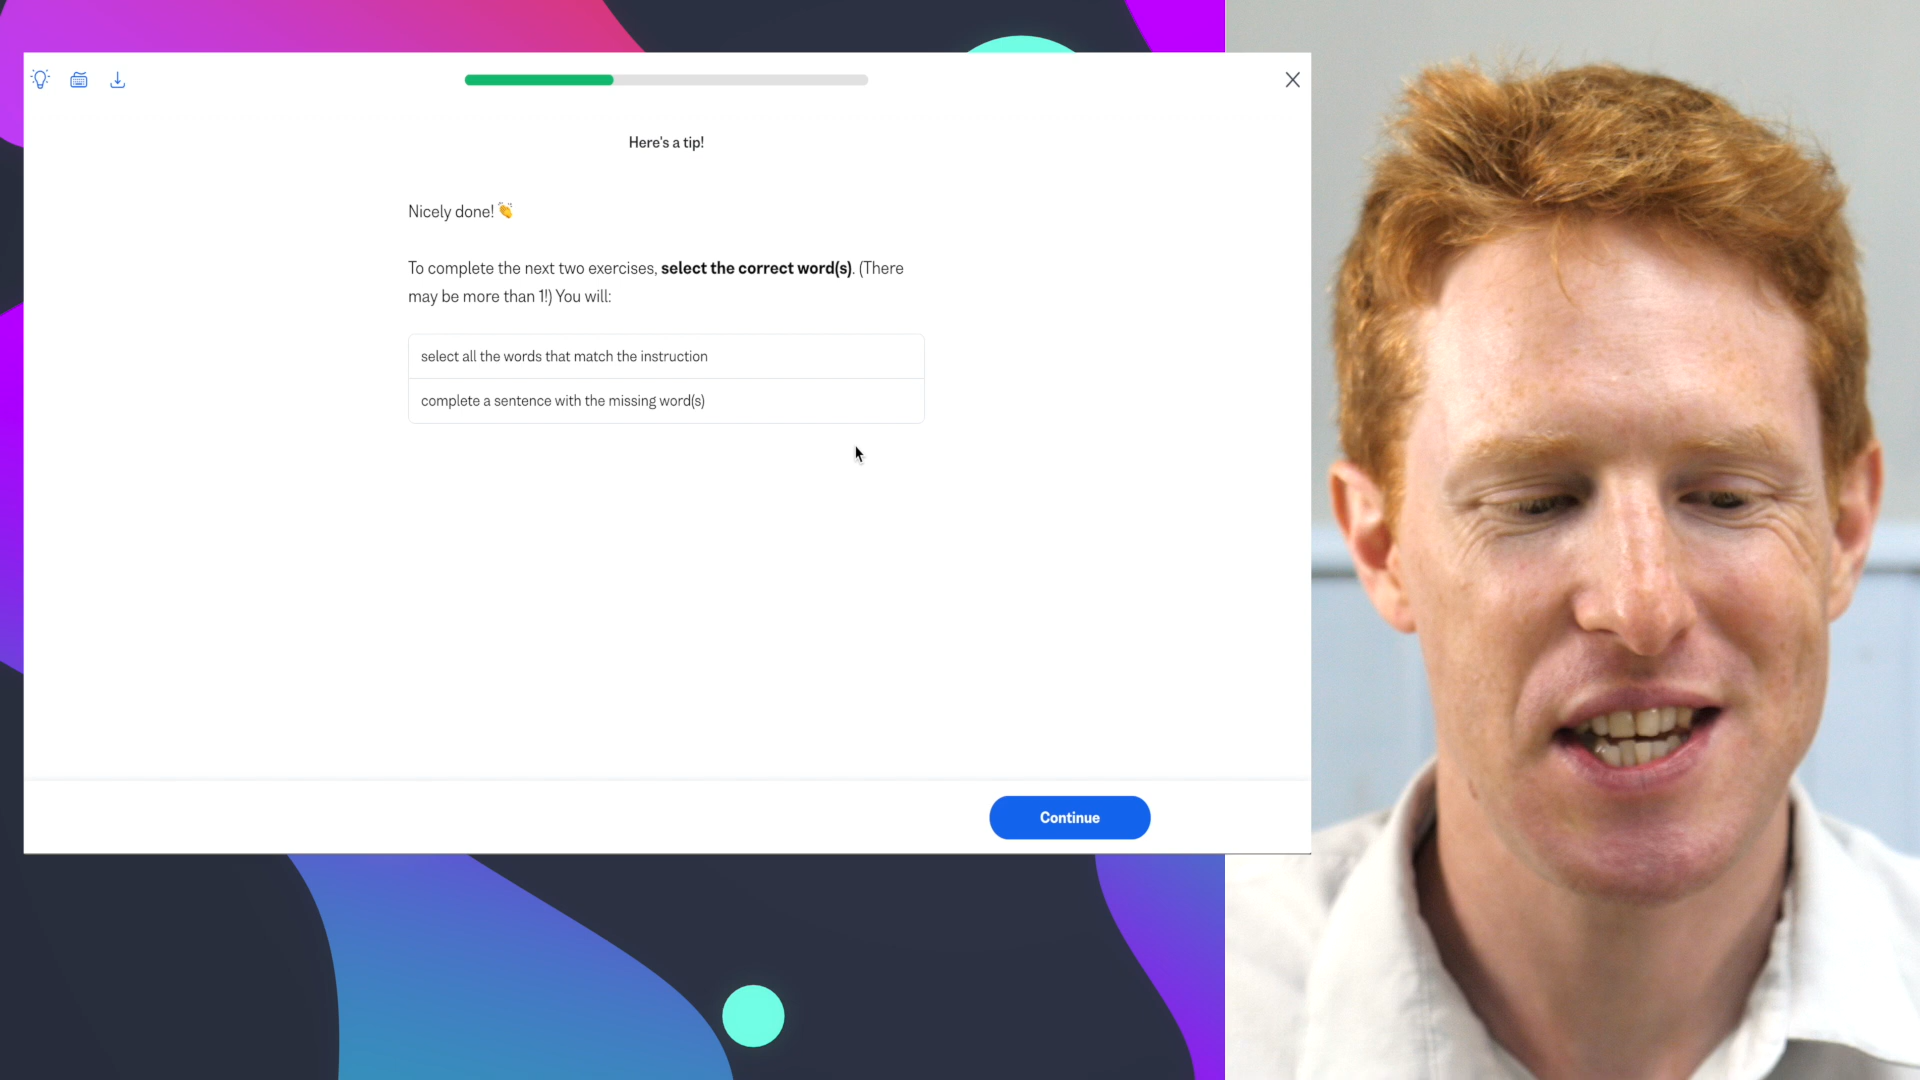 Here's a tip!
Nicely done! 👏
To complete the next two exercises, select the correct word(s). (There
may be more than 1!) You will:
select all the words that match the instruction
complete a sentence with the missing word(s)
Continue